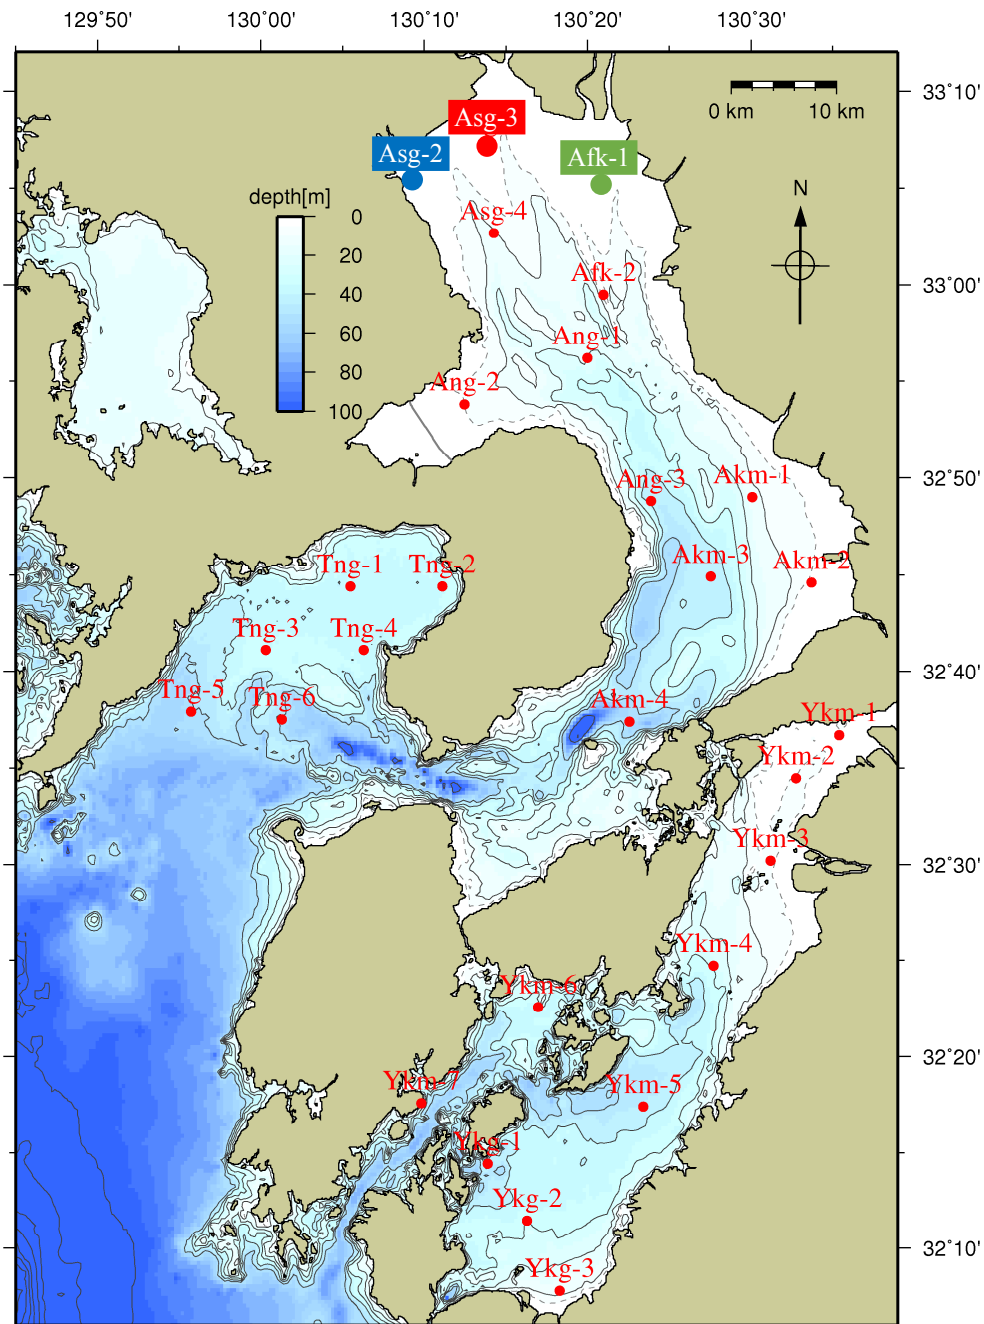 129˚50' 130˚00' 130˚10' 130˚20' 130˚30'
33˚10'
0 km 10 km
Asg-3
Asg-2
Afk-1
depth[m]
0
20
40
60
80
100
N
Asg-4
Afk-2
33˚00'
Ang-1
Ang-2
32˚50'
Ang-3
Akm-1
Akm-3
Akm-2
Tng-1
Tng-2
Tng-3
Tng-4
32˚40'
Tng-5
Tng-6
Akm-4
Ykm-1
Ykm-2
Ykm-3
32˚30'
Ykm-4
Ykm-6
32˚20'
Ykm-7
Ykm-5
Ykg-1
Ykg-2
32˚10'
Ykg-3